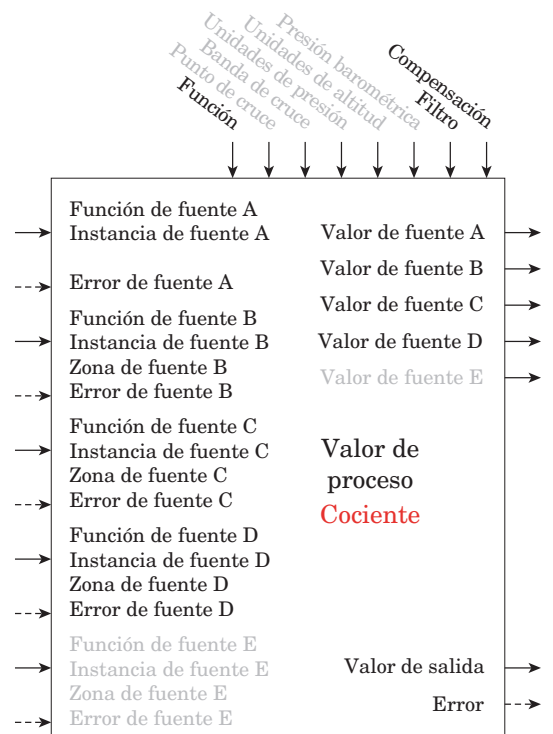 Función
Punto de cruce
Banda de cruce
Unidades de presión
Unidades de altitud
Presión barométrica
Filtro
Compensación
Función de fuente A
Instancia de fuente A
Error de fuente A
Función de fuente B
Instancia de fuente B
Zona de fuente B
Error de fuente B
Función de fuente C
Instancia de fuente C
Zona de fuente C
Error de fuente C
Función de fuente D
Instancia de fuente D
Zona de fuente D
Error de fuente D
Función de fuente E
Instancia de fuente E
Zona de fuente E
Error de fuente E
Valor de fuente A
Valor de fuente B
Valor de fuente C
Valor de fuente D
Valor de fuente E
Valor de
proceso
Cociente
Valor de salida
Error